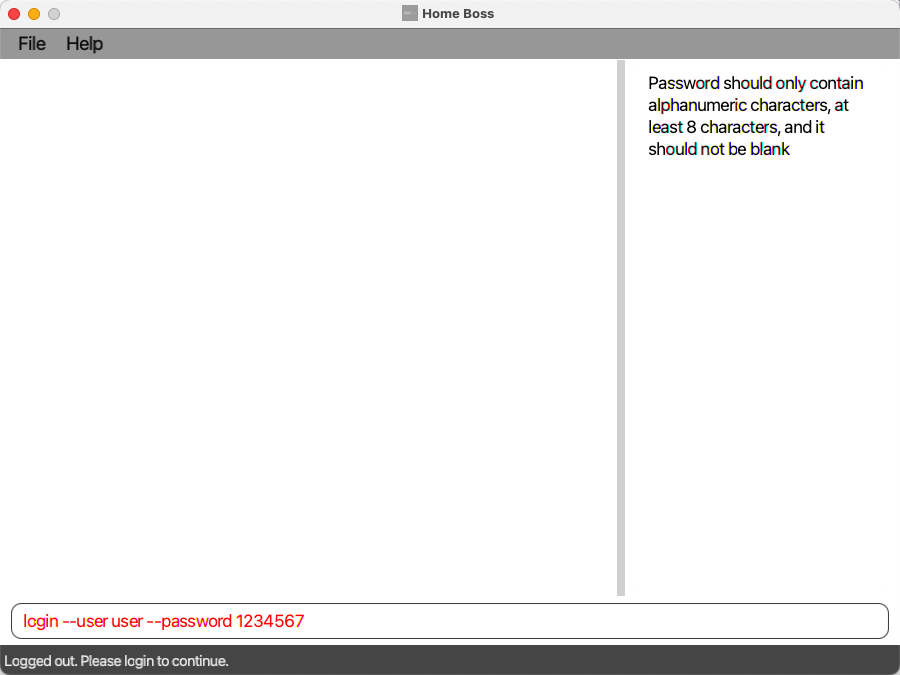 Home Boss
File Help
Password should only contain
alphanumeric characters, at
least 8 characters, and it
should not be blank
login --user user --password 1234567
Logged out. Please login to continue.